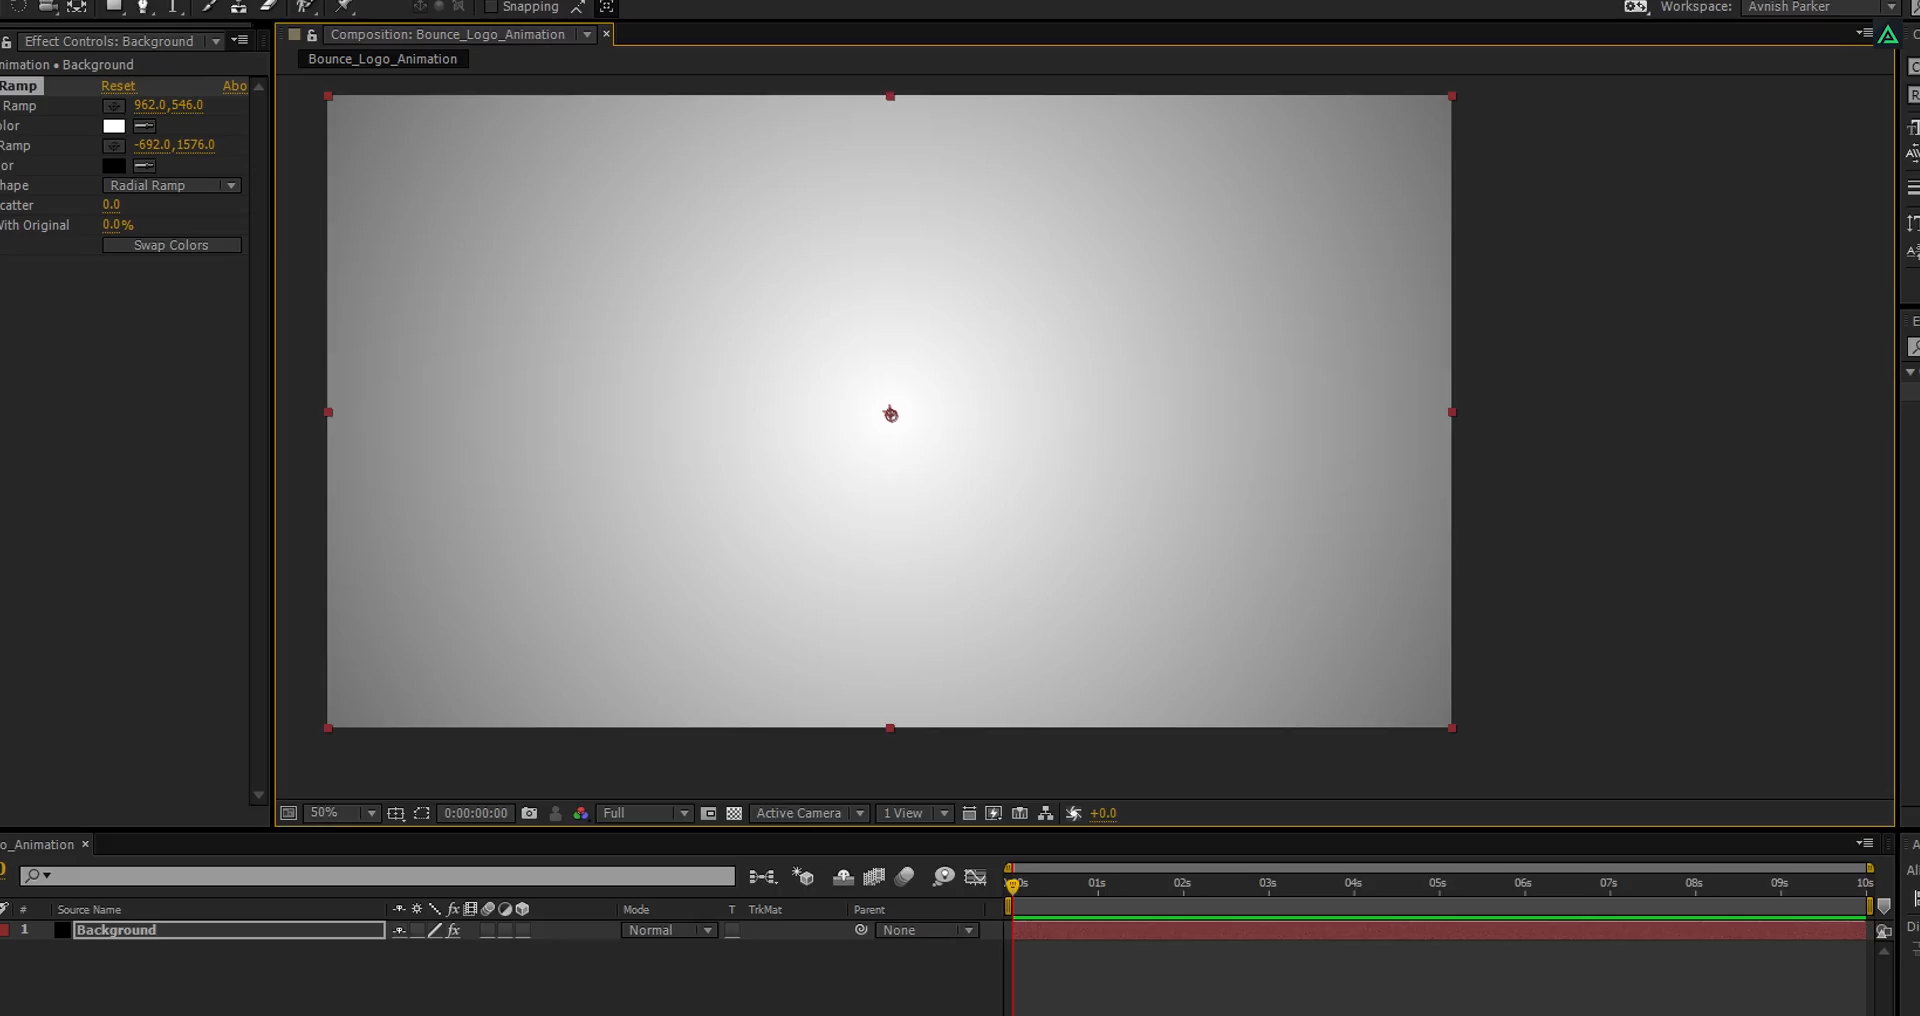 Snapping
Workspace: Avnish Parker
Effect Controls: Background
Composition: Bounce_Logo_Animation
nimation • Background
Bounce_Logo_Animation
Ramp Reset Abo
Ramp 962.0,546.0
olor
Ramp -692.0,1576.0
or
hape Radial Ramp
catter 0.0
With Original 0.0%
Swap Colors
50% 0:00:00:00 Full Active Camera 1 View +0.0
o_Animation
# Source Name Mode T TrkMat Parent
01s 02s 03s 04s 05s 06s 07s 08s 09s 10s
1 Background fx Normal None